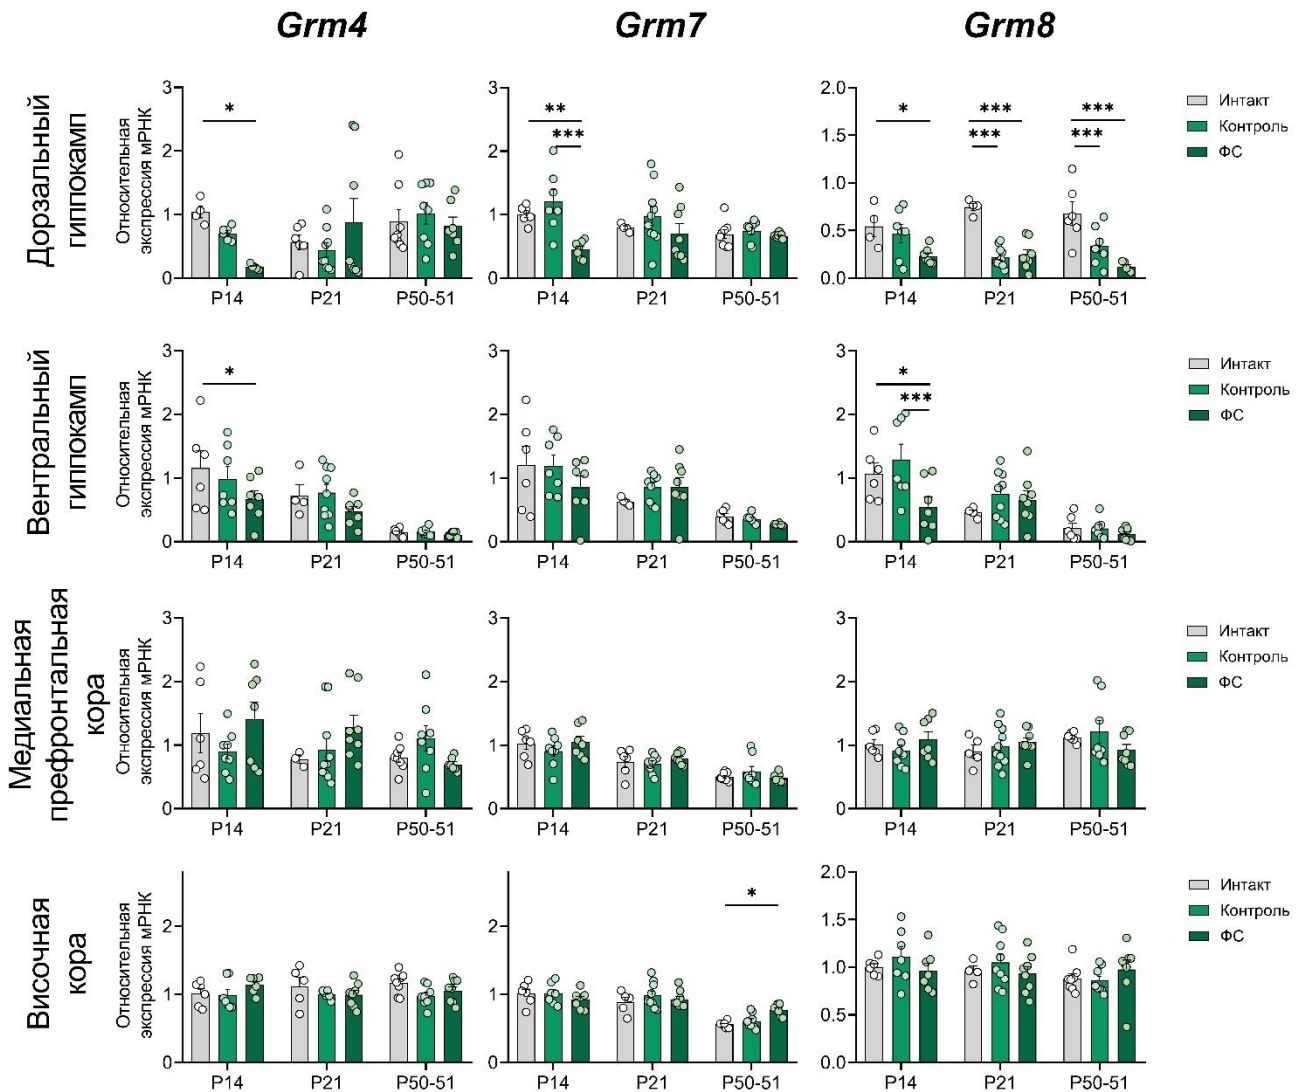 Grm4
Grm7
Grm8
Дорзальный
гиппокамп
Относительная
экспрессия мРНК
3
2
1
0
*
P14
P21
P50-51
3
2
1
0
**
***
P14
P21
P50-51
2.0
1.5
1.0
0.5
0.0
*
***
***
***
***
P14
P21
P50-51
Интакт
Контроль
ФС
Вентральный
гиппокамп
Относительная
экспрессия мРНК
3
2
1
0
*
P14
P21
P50-51
3
2
1
0
P14
P21
P50-51
3
2
1
0
*
***
P14
P21
P50-51
Интакт
Контроль
ФС
Медиальная
префронтальная
кора
Относительная
экспрессия мРНК
3
2
1
0
P14
P21
P50-51
3
2
1
0
P14
P21
P50-51
3
2
1
0
P14
P21
P50-51
Интакт
Контроль
ФС
Височная
кора
Относительная
экспрессия мРНК
2
1
0
P14
P21
P50-51
2
1
0
*
P14
P21
P50-51
2.0
1.5
1.0
0.5
0.0
P14
P21
P50-51
Интакт
Контроль
ФС